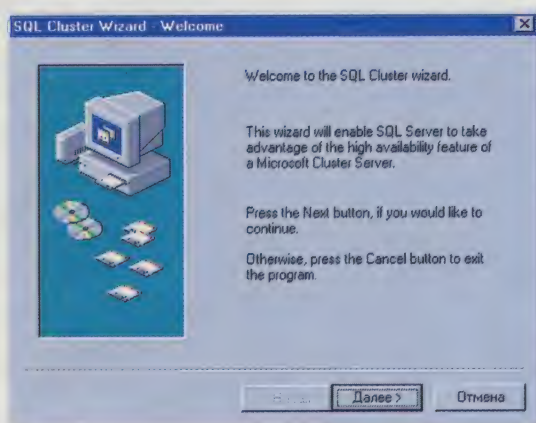 SQL Cluster Wizard - Welcome
Welcome to the SQL Cluster wizard.
This wizard will enable SQL Server to take
advantage of the high availability feature of
a Microsoft Cluster Server.
Press the Next button, if you would like to
continue.
Otherwise, press the Cancel button to exit
the program.
Далее >
Отмена